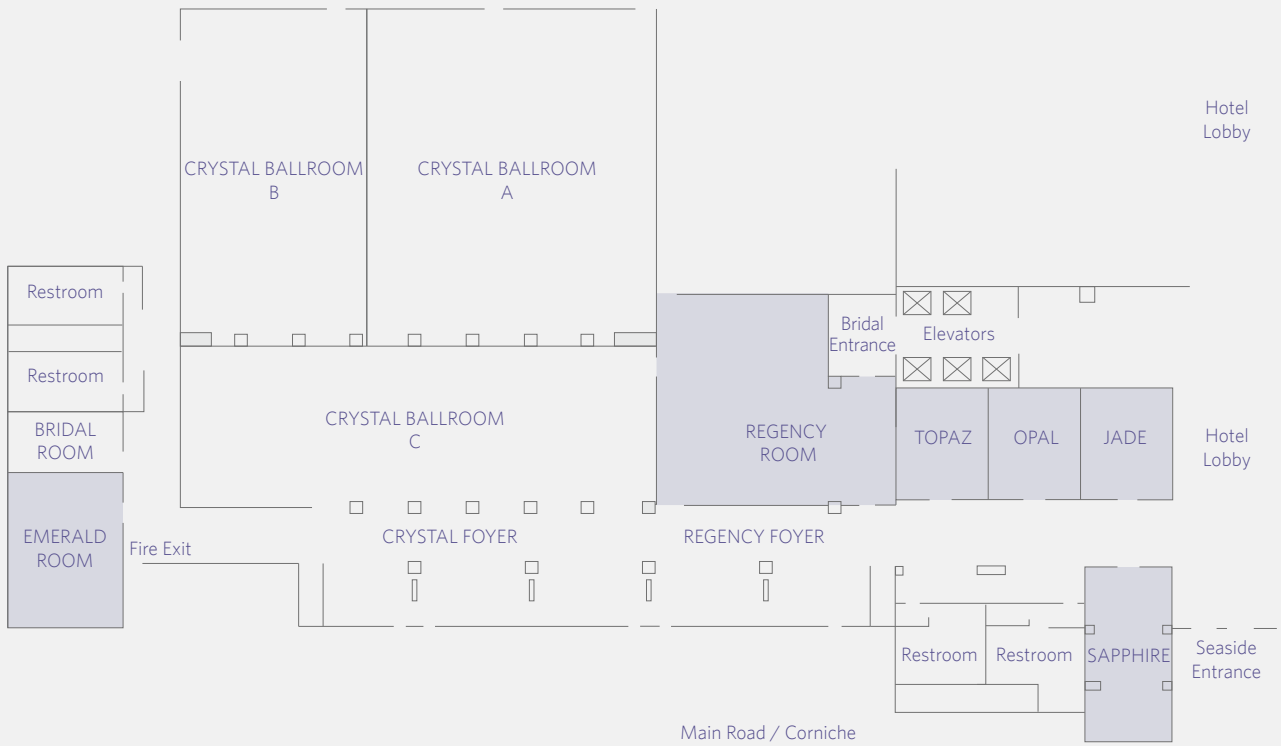 Hotel
Lobby
CRYSTAL BALLROOM
B
CRYSTAL BALLROOM
A
Restroom
Bridal
Entrance
Elevators
Restroom
CRYSTAL BALLROOM
C
BRIDAL
ROOM
REGENCY
ROOM
TOPAZ
OPAL
JADE
Hotel
Lobby
EMERALD
ROOM
Fire Exit
CRYSTAL FOYER
REGENCY FOYER
Restroom
Restroom
SAPPHIRE
Seaside
Entrance
Main Road / Corniche